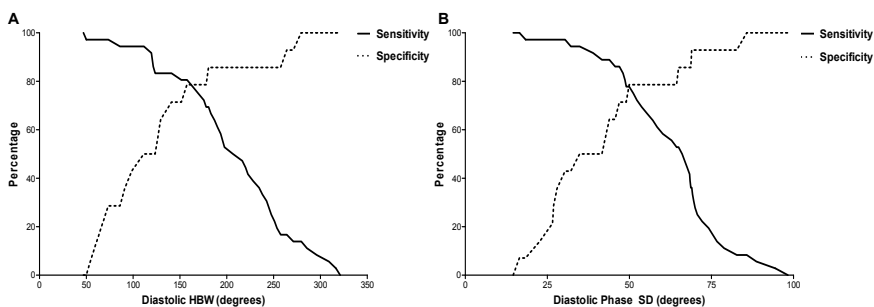 A
Percentage
100
80
60
40
20
0
0 50 100 150 200 250 300 350
Diastolic HBW (degrees)
Sensitivity
Specificity
B
Percentage
100
80
60
40
20
0
0 25 50 75 100
Diastolic Phase SD (degrees)
Sensitivity
Specificity